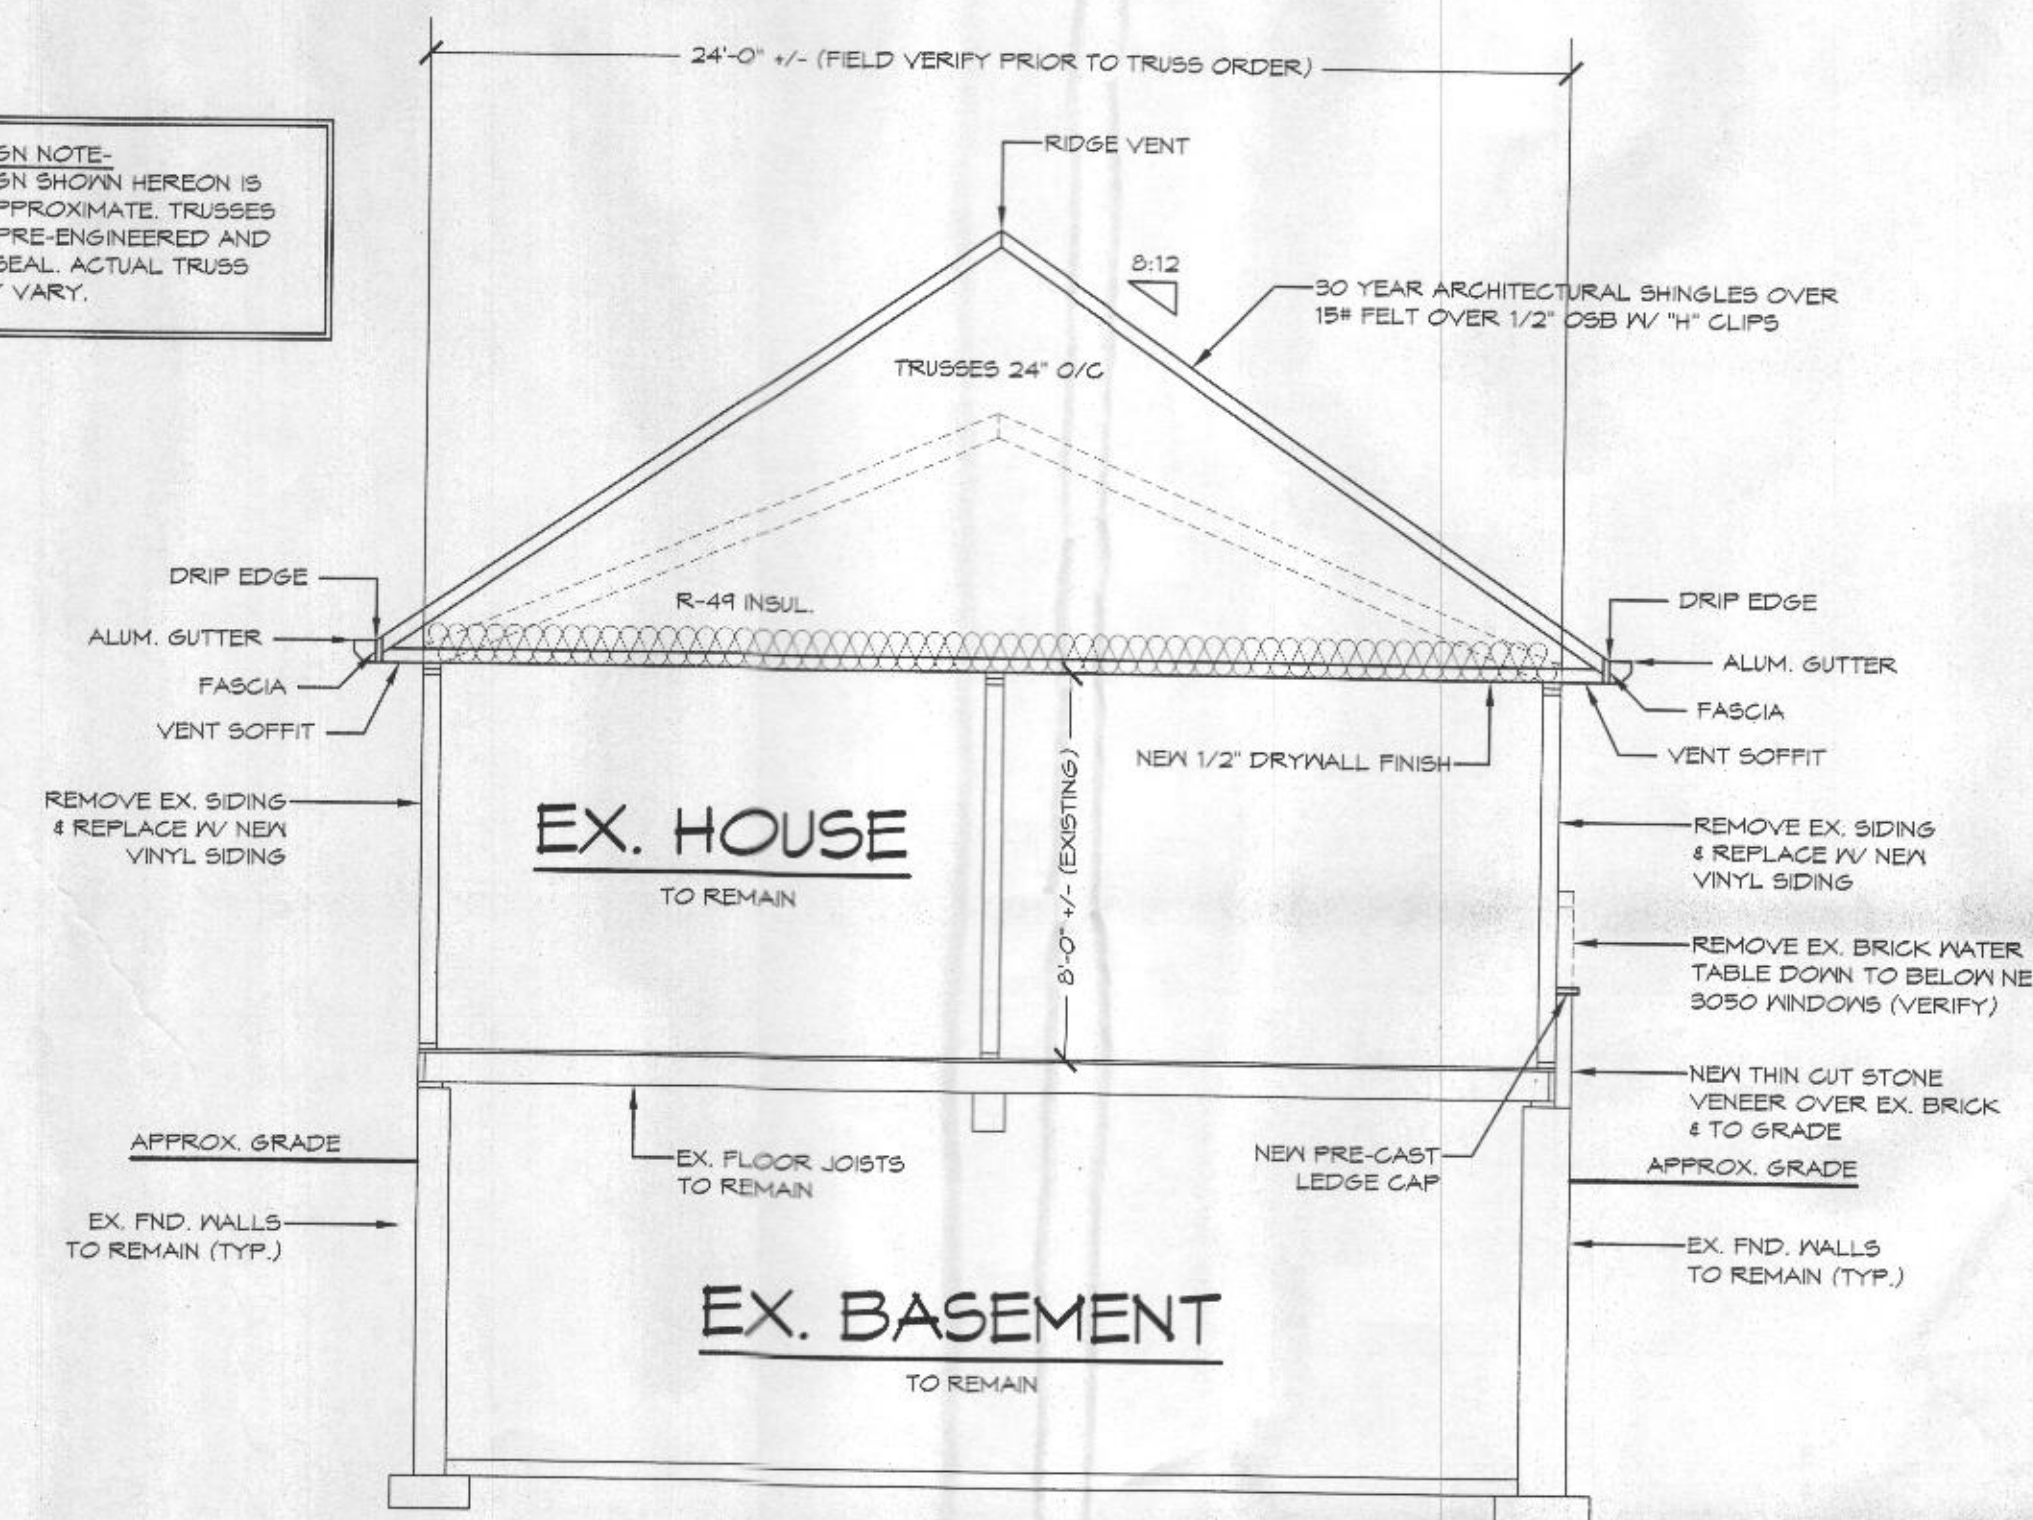 24'-0" +/- (FIELD VERIFY PRIOR TO TRUSS ORDER)
NOTE-
SHOWN HEREON IS
TRUSSES
PRE-ENGINEERED AND
SEAL. ACTUAL TRUSS
VARY.
RIDGE VENT
8:12
30 YEAR ARCHITECTURAL SHINGLES OVER
15# FELT OVER 1/2" OSB W/ "H" CLIPS
TRUSSES 24" O/C
R-49 INSUL.
DRIP EDGE
ALUM. GUTTER
FASCIA
VENT SOFFIT
DRIP EDGE
ALUM. GUTTER
FASCIA
VENT SOFFIT
NEW 1/2" DRYWALL FINISH
REMOVE EX. SIDING
& REPLACE W/ NEW
VINYL SIDING
EX. HOUSE
TO REMAIN
8'-0" +/- (EXISTING)
REMOVE EX. SIDING
& REPLACE W/ NEW
VINYL SIDING
REMOVE EX. BRICK WATER
TABLE DOWN TO BELOW
3050 WINDOWS (VERIFY)
NEW THIN CUT STONE
VENEER OVER EX. BRICK
& TO GRADE
APPROX. GRADE
EX. FLOOR JOISTS
TO REMAIN
NEW PRE-CAST
LEDGE CAP
APPROX. GRADE
EX. FND. WALLS
TO REMAIN (TYP.)
EX. FND. WALLS
TO REMAIN (TYP.)
EX. BASEMENT
TO REMAIN